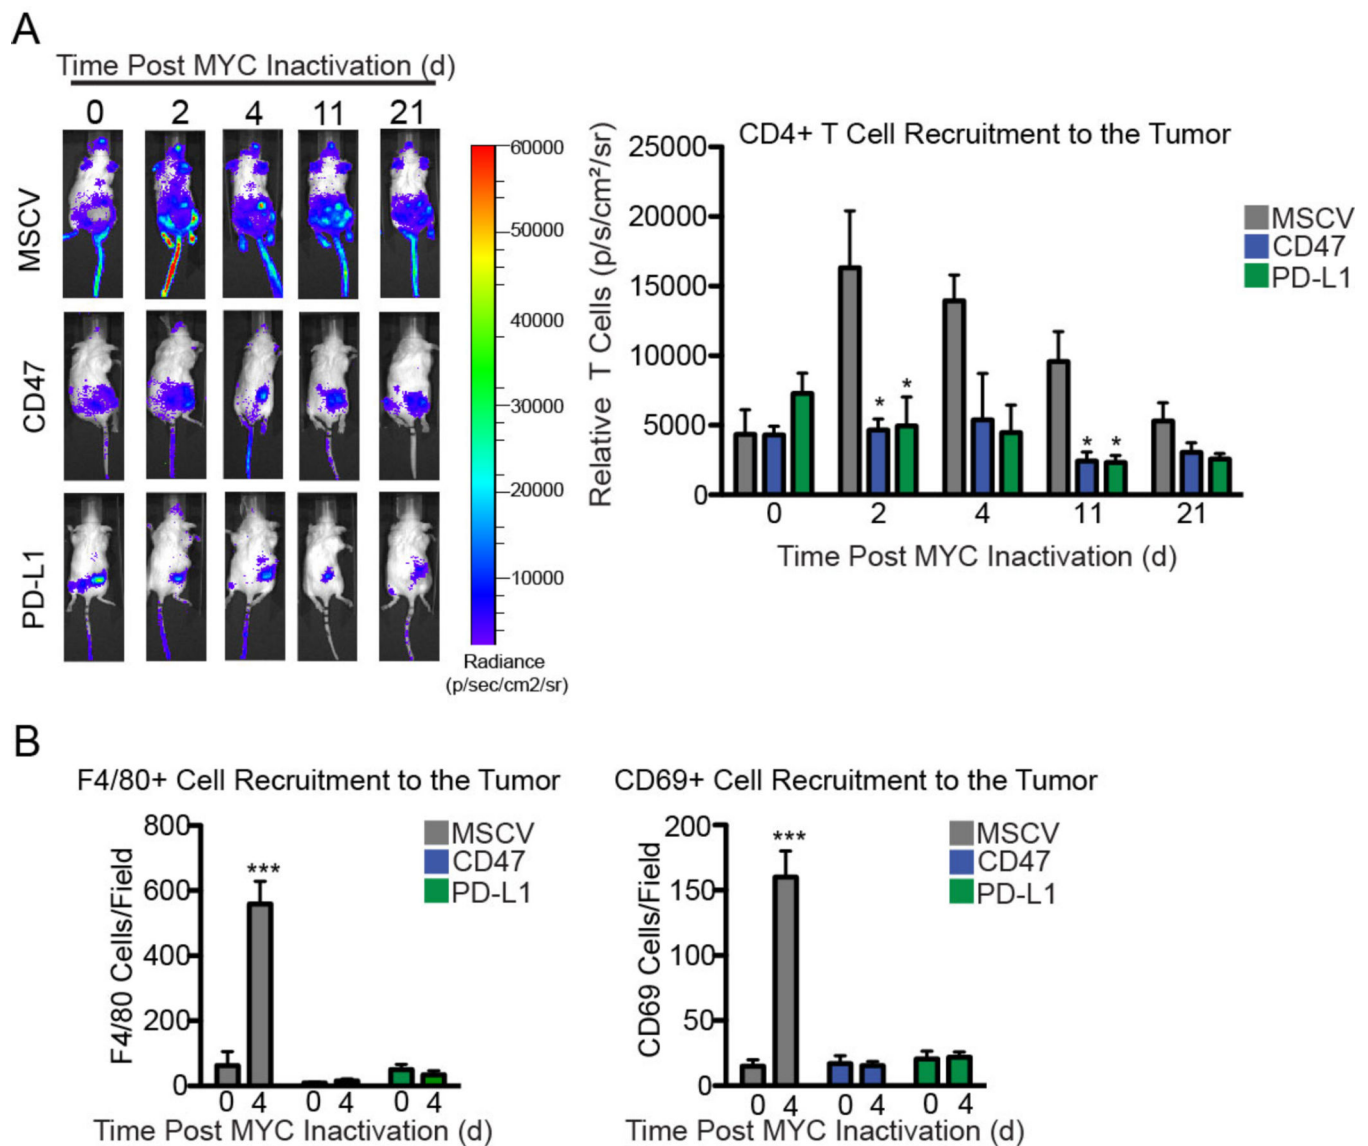 A
Time Post MYC Inactivation (d)
0 2 4 11 21
MSCV
CD47
PD-L1
60000
50000
40000
30000
20000
10000
Radiance
(p/sec/cm2/sr)
CD4+ T Cell Recruitment to the Tumor
Relative T Cells (p/s/cm²/sr)
25000
20000
15000
10000
5000
0
* *
* *
0 2 4 11 21
Time Post MYC Inactivation (d)
MSCV
CD47
PD-L1
B
F4/80+ Cell Recruitment to the Tumor
F4/80 Cells/Field
800
600
400
200
0
***
MSCV
CD47
PD-L1
0 4 0 4 0 4
Time Post MYC Inactivation (d)
CD69+ Cell Recruitment to the Tumor
CD69 Cells/Field
200
150
100
50
0
***
MSCV
CD47
PD-L1
0 4 0 4 0 4
Time Post MYC Inactivation (d)